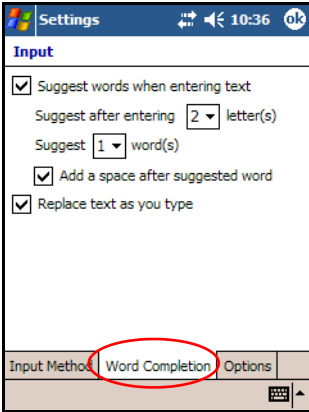 Settings 10:36 ok
Input
Suggest words when entering text
Suggest after entering 2 letter(s)
Suggest 1 word(s)
Add a space after suggested word
Replace text as you type
Input Method Word Completion Options